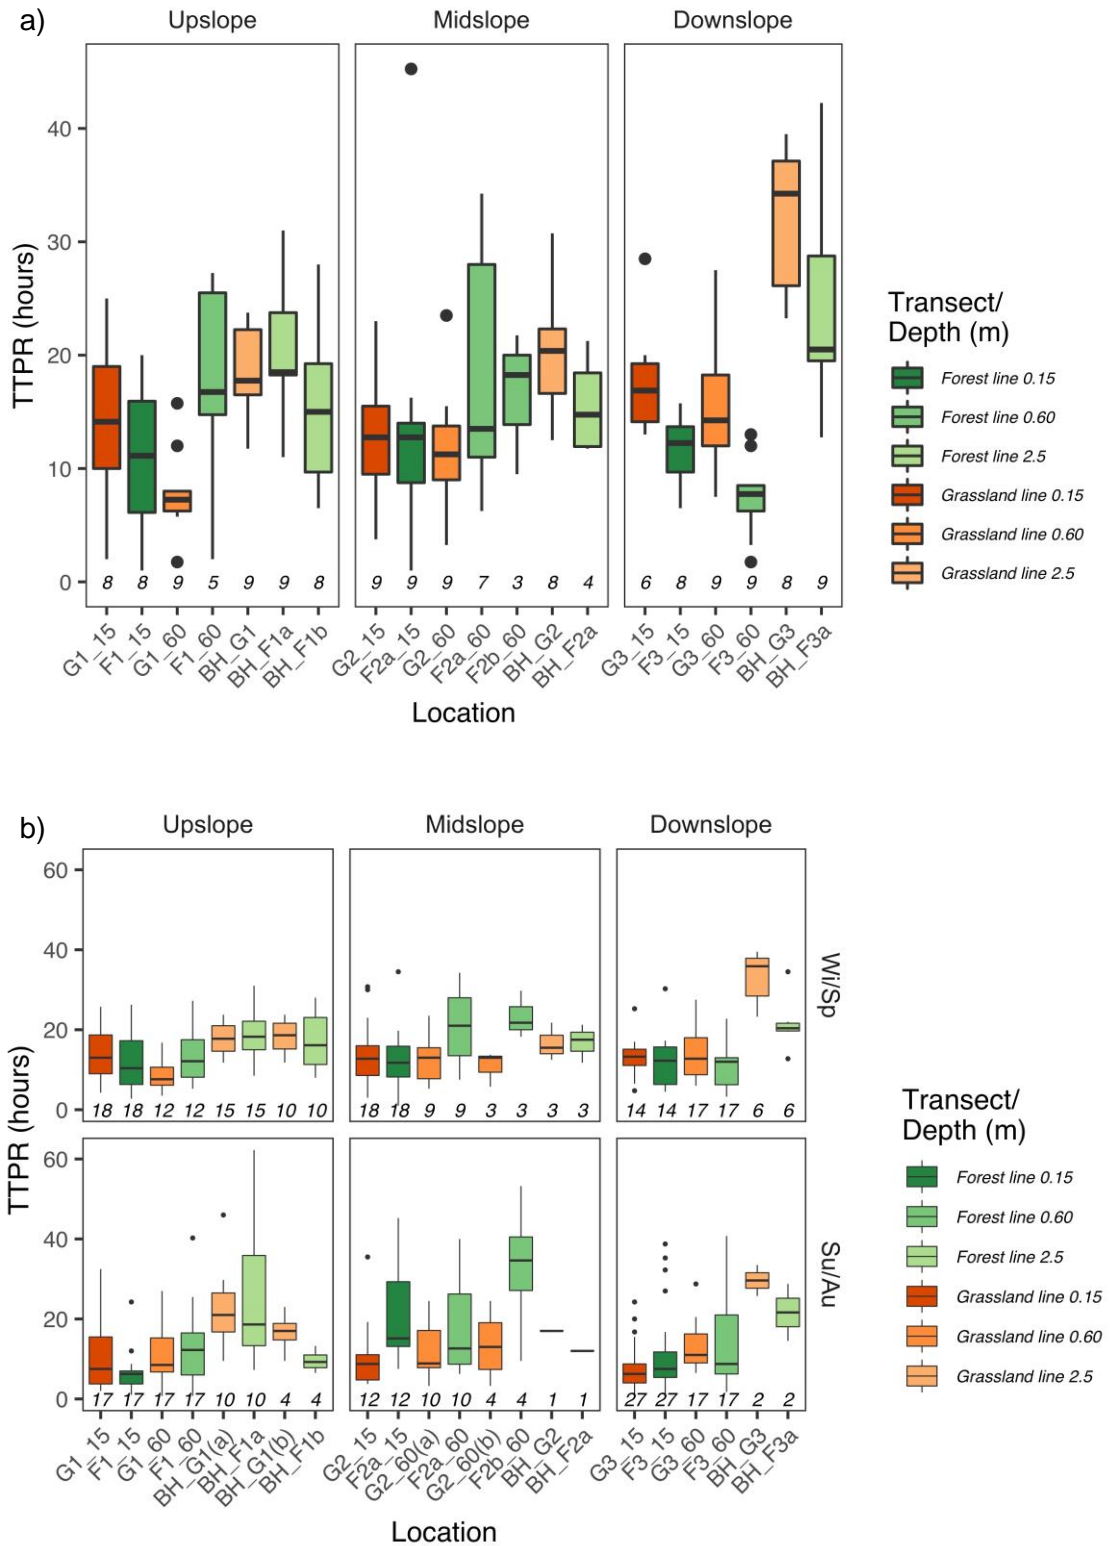 a)
Upslope Midslope Downslope
TTPR (hours)
40
30
20
10
0
8 8 9 5 9 9 8
9 9 9 7 3 8 4
6 8 9 9 8 9
G1_15 F1_15 G1_60 F1_60 BH_G1 BH_F1a BH_F1b
G2_15 F2a_15 G2_60 F2a_60 F2b_60 BH_G2 BH_F2a
G3_15 F3_15 G3_60 F3_60 BH_G3 BH_F3a
Location
Transect/
Depth (m)
Forest line 0.15
Forest line 0.60
Forest line 2.5
Grassland line 0.15
Grassland line 0.60
Grassland line 2.5
b)
Upslope Midslope Downslope
TTPR (hours)
60
40
20
0
18 18 12 12 15 15 10 10
18 18 9 9 3 3 3 3
14 14 17 17 6 6
Wi/Sp
60
40
20
0
17 17 17 17 10 10 4 4
12 12 10 10 4 4 1 1
27 27 17 17 2 2
Su/Au
G1_15 F1_15 G1_60 F1_60 BH_G1(a) BH_F1a BH_G1(b) BH_F1b
G2_15 F2a_15 G2_60(a) F2a_60 G2_60(b) F2b_60 BH_G2 BH_F2a
G3_15 F3_15 G3_60 F3_60 BH_G3 BH_F3a
Location
Transect/
Depth (m)
Forest line 0.15
Forest line 0.60
Forest line 2.5
Grassland line 0.15
Grassland line 0.60
Grassland line 2.5